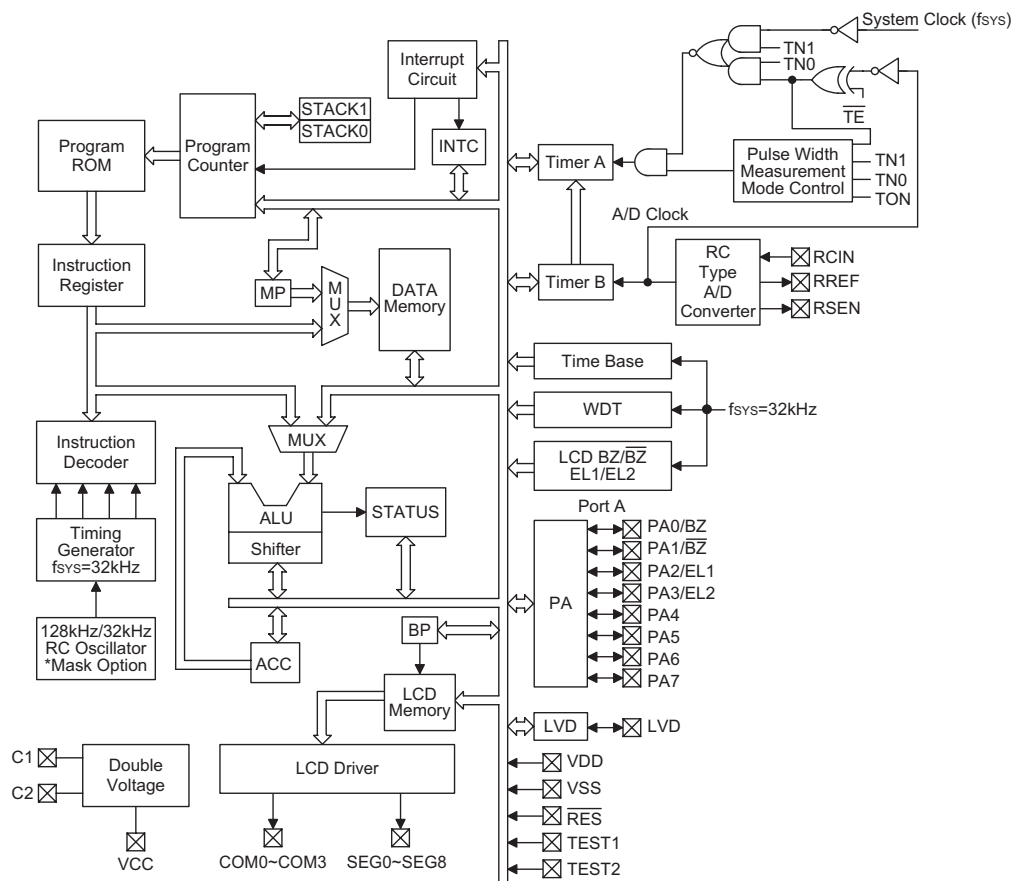 System Clock (fSYS)
TN1
TN0
TE
Interrupt
Circuit
STACK1
STACK0
Program
ROM
Program
Counter
INTC
Timer A
Pulse Width
Measurement
Mode Control
TN1
TN0
TON
A/D Clock
Instruction
Register
MP
MUX
DATA
Memory
Timer B
RC
Type
A/D
Converter
RCIN
RREF
RSEN
Time Base
WDT
fSYS=32kHz
LCD BZ/BZ
EL1/EL2
Instruction
Decoder
MUX
ALU
Shifter
STATUS
Timing
Generator
fSYS=32kHz
128kHz/32kHz
RC Oscillator
*Mask Option
ACC
BP
LCD
Memory
Port A
PA
PA0/BZ
PA1/BZ
PA2/EL1
PA3/EL2
PA4
PA5
PA6
PA7
LVD
LVD
C1
C2
Double
Voltage
VCC
LCD Driver
COM0~COM3
SEG0~SEG8
VDD
VSS
RES
TEST1
TEST2